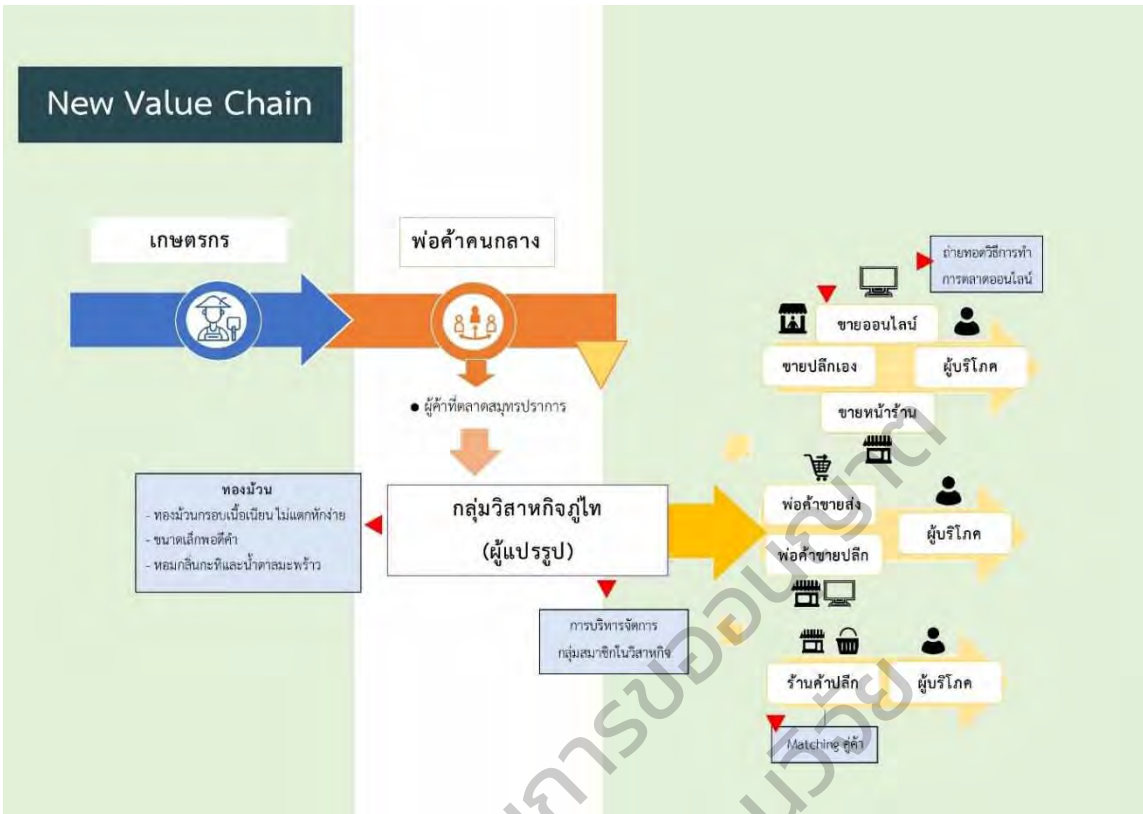 New Value Chain
เกษตรกร
พ่อค้าคนกลาง
● ผู้ค้าที่ตลาดสมุทรปราการ
ทองม้วน
- ทองม้วนกรอบเนื้อเนียน ไม่แตกหักง่าย
- ขนาดเล็กพอดีคำ
- หอมกลิ่นกะทิและน้ำตาลมะพร้าว
กลุ่มวิสาหกิจภูไท
(ผู้แปรรูป)
การบริหารจัดการ
กลุ่มสมาชิกในวิสาหกิจ
ถ่ายทอดวิธีการทำ
การตลาดออนไลน์
ขายออนไลน์
ขายปลีกเอง
ผู้บริโภค
ขายหน้าร้าน
พ่อค้าขายส่ง
ผู้บริโภค
พ่อค้าขายปลีก
ร้านค้าปลีก
ผู้บริโภค
Matching คู่ค้า